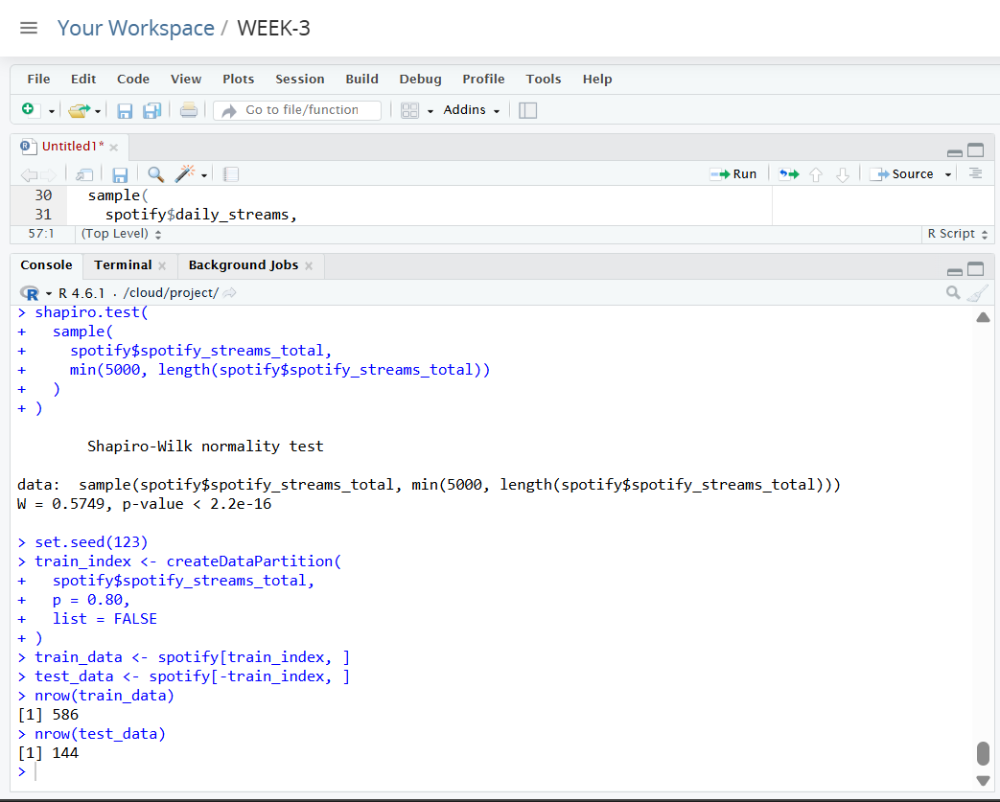 Your Workspace / WEEK-3
File Edit Code View Plots Session Build Debug Profile Tools Help
Go to file/function Addins
Untitled1*
Run Source
30 sample(
31 spotify$daily_streams,
57:1 (Top Level) R Script
Console Terminal Background Jobs
R 4.6.1 · /cloud/project/
> shapiro.test(
+   sample(
+     spotify$spotify_streams_total,
+     min(5000, length(spotify$spotify_streams_total))
+   )
+ )
Shapiro-Wilk normality test
data:  sample(spotify$spotify_streams_total, min(5000, length(spotify$spotify_streams_total)))
W = 0.5749, p-value < 2.2e-16
> set.seed(123)
> train_index <- createDataPartition(
+   spotify$spotify_streams_total,
+   p = 0.80,
+   list = FALSE
+ )
> train_data <- spotify[train_index, ]
> test_data <- spotify[-train_index, ]
> nrow(train_data)
[1] 586
> nrow(test_data)
[1] 144
>